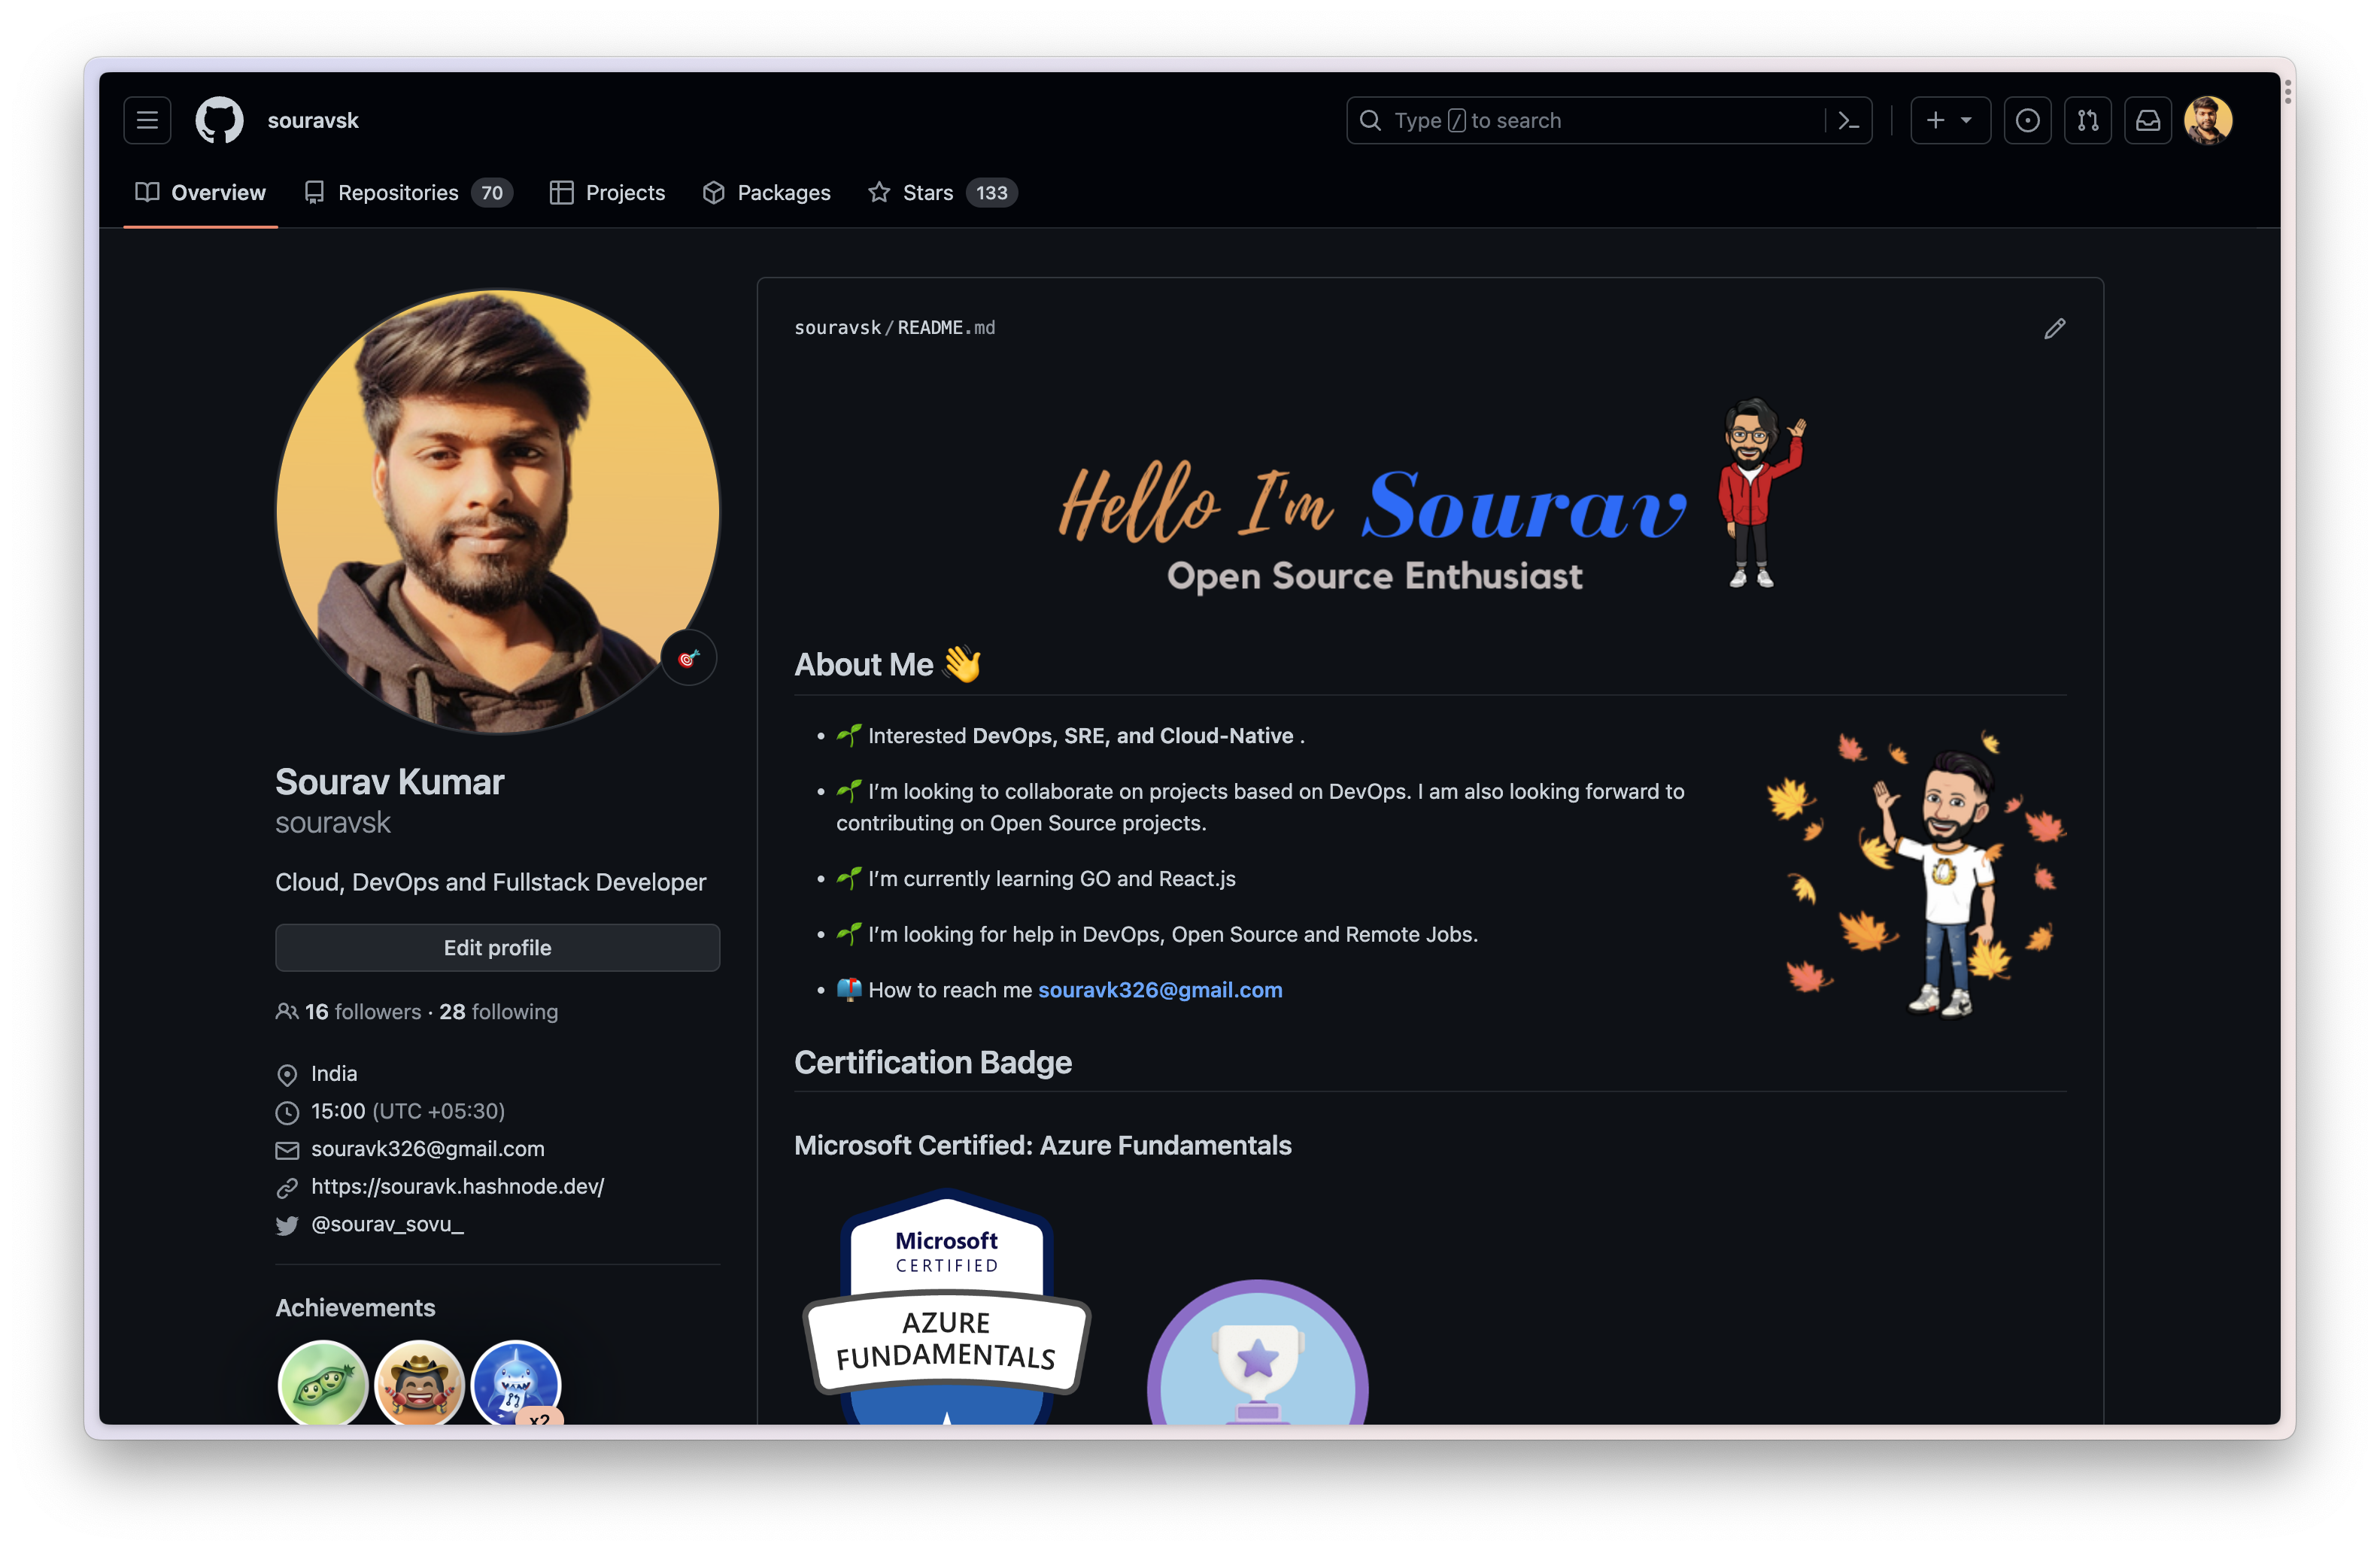 souravsk
Type / to search
Overview
Repositories 70
Projects
Packages
Stars 133
souravsk/README.md
Hello I'm Sourav
Open Source Enthusiast
About Me 👋
🌱 Interested DevOps, SRE, and Cloud-Native .
🌱 I’m looking to collaborate on projects based on DevOps. I am also looking forward to
contributing on Open Source projects.
🌱 I’m currently learning GO and React.js
🌱 I’m looking for help in DevOps, Open Source and Remote Jobs.
📫 How to reach me souravk326@gmail.com
Certification Badge
Microsoft Certified: Azure Fundamentals
Microsoft
CERTIFIED
AZURE
FUNDAMENTALS
Sourav Kumar
souravsk
Cloud, DevOps and Fullstack Developer
Edit profile
16 followers · 28 following
India
15:00 (UTC +05:30)
souravk326@gmail.com
https://souravk.hashnode.dev/
@sourav_sovu_
Achievements
x2